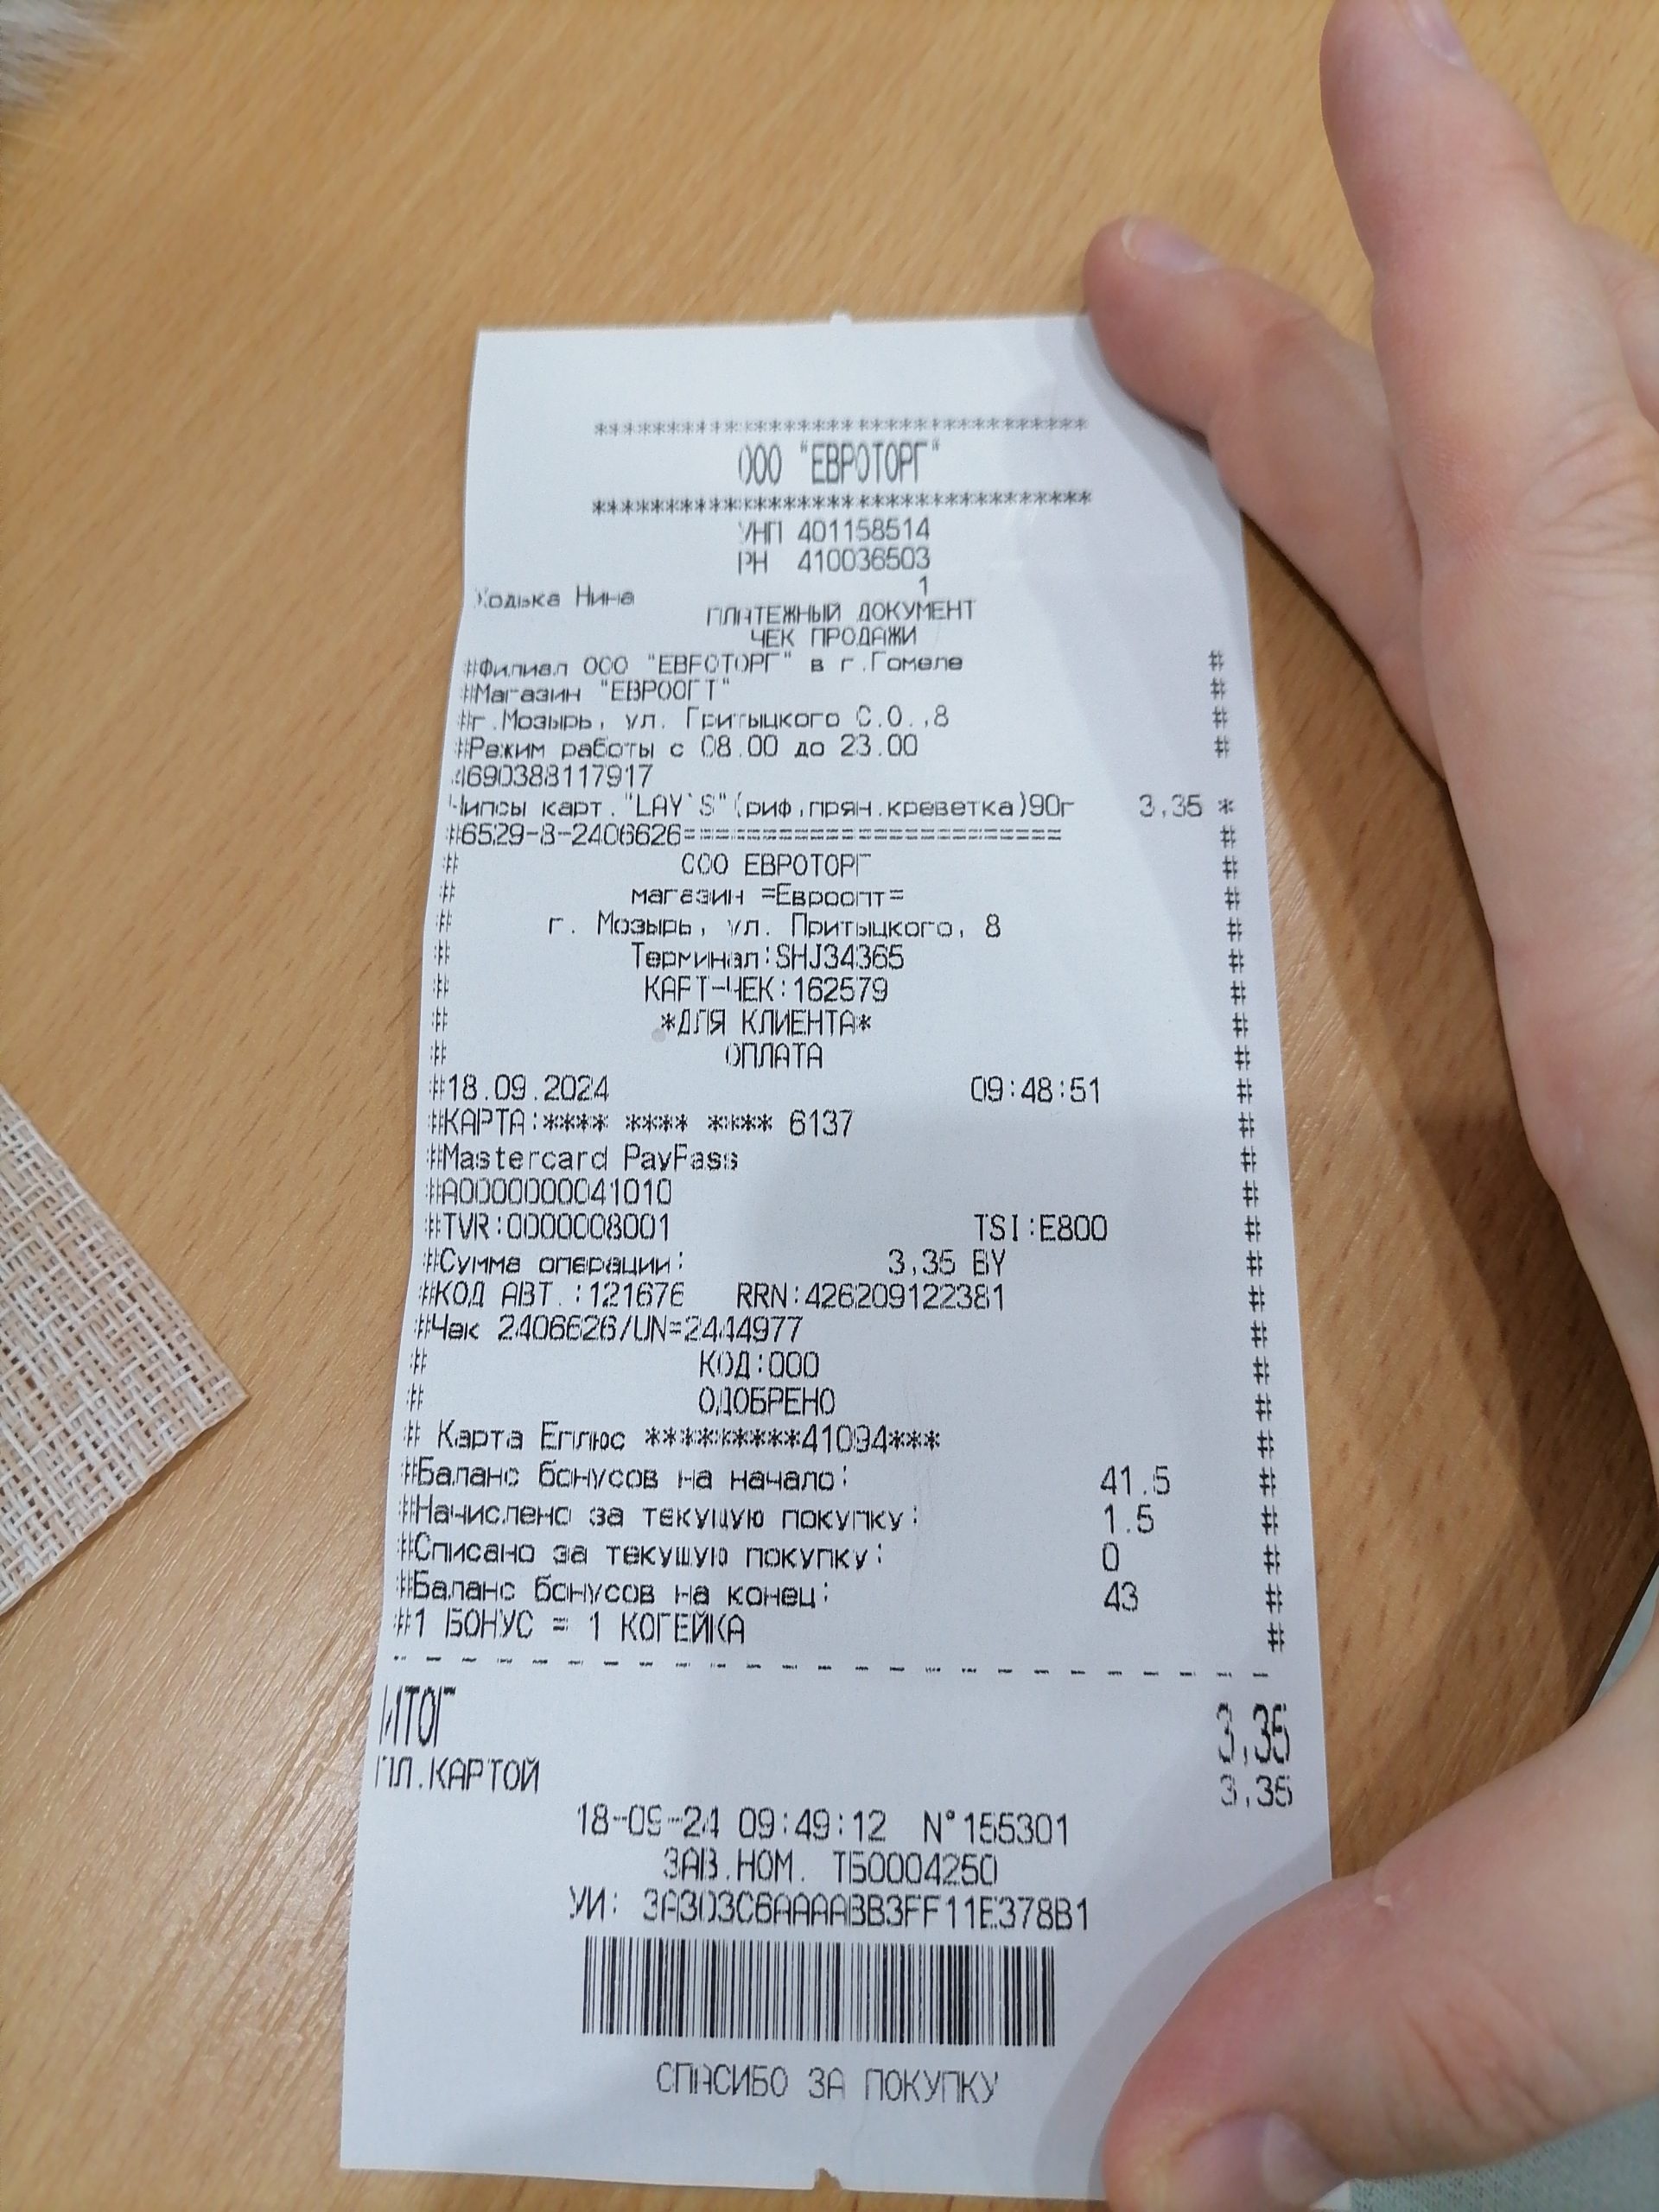 ***********************************
ООО "ЕВРОТОРГ"
***********************************
УНП 401158514
РН 410036503
1
Ходька Нина
ПЛАТЕЖНЫЙ ДОКУМЕНТ
ЧЕК ПРОДАЖИ
#Филиал ООО "ЕВРОТОРГ" в г.Гомеле #
#Магазин "ЕВРООПТ" #
#г.Мозырь, ул. Притыцкого С.О.,8 #
#Режим работы с 08.00 до 23.00 #
4690388117917
Чипсы карт."LAY`S"(риф,прян.креветка)90г 3,35 *
#6529-8-2406626========================== #
# ООО ЕВРОТОРГ #
# магазин =Евроопт= #
# г. Мозырь, ул. Притыцкого, 8 #
# Терминал:SHJ34365 #
# КАРТ-ЧЕК:162579 #
# *ДЛЯ КЛИЕНТА* #
# ОПЛАТА #
#18.09.2024 09:48:51 #
#КАРТА:**** **** **** 6137 #
#Mastercard PayPass #
#A0000000041010 #
#TVR:0000008001 TSI:E800 #
#Сумма операции: 3,35 BY #
#КОД АВТ.:121676 RRN:426209122381 #
#Чек 2406626/UN=2444977 #
# КОД:000 #
# ОДОБРЕНО #
# Карта Еплюс *********41094*** #
#Баланс бонусов на начало: 41.5 #
#Начислено за текущую покупку: 1.5 #
#Списано за текущую покупку: 0 #
#Баланс бонусов на конец: 43 #
#1 БОНУС = 1 КОПЕЙКА #
ИТОГ 3,35
ПЛ.КАРТОЙ 3,35
18-09-24 09:49:12 N°155301
ЗАВ.НОМ. ТБ0004250
УИ: 3A303C6AAAABB3FF11E378B1
СПАСИБО ЗА ПОКУПКУ